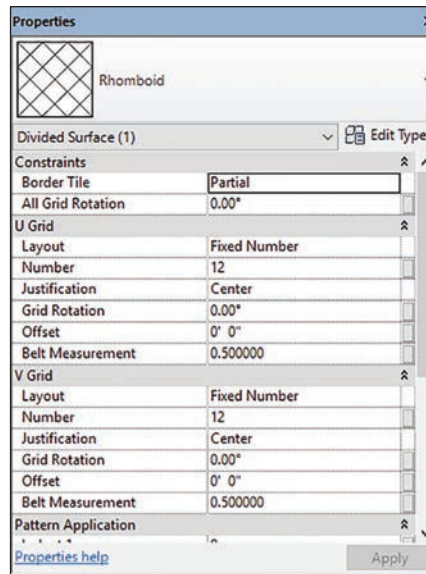 Properties
Rhomboid
Divided Surface (1) Edit Type
Constraints
Border Tile Partial
All Grid Rotation 0.00°
U Grid
Layout Fixed Number
Number 12
Justification Center
Grid Rotation 0.00°
Offset 0' 0"
Belt Measurement 0.500000
V Grid
Layout Fixed Number
Number 12
Justification Center
Grid Rotation 0.00°
Offset 0' 0"
Belt Measurement 0.500000
Pattern Application
Properties help Apply